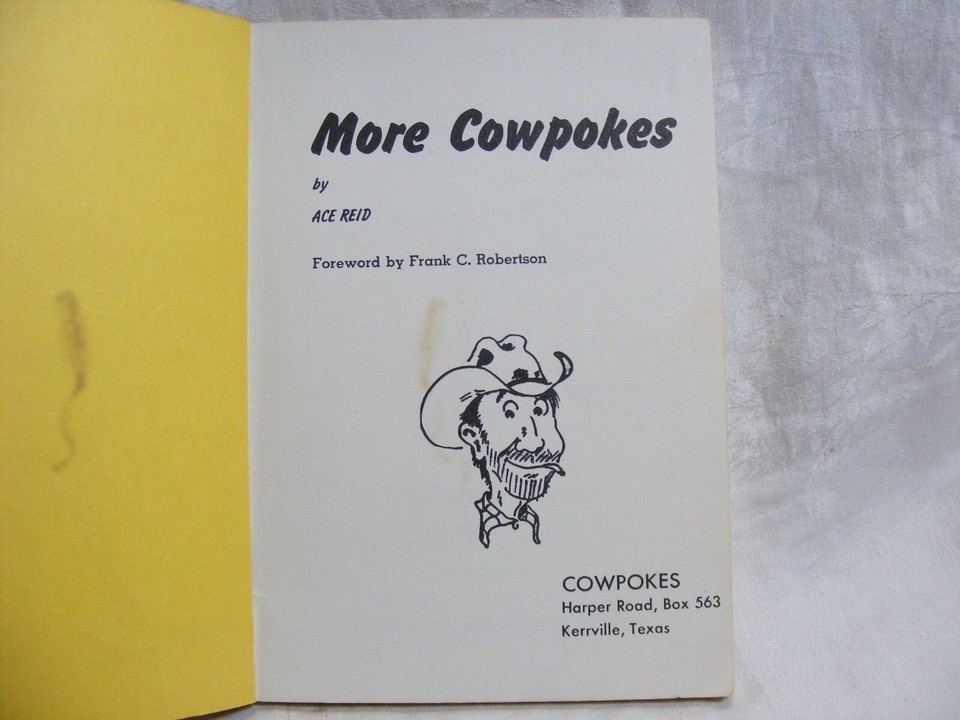 More Cowpokes
by
ACE REID
Foreword by Frank C. Robertson
COWPOKES
Harper Road, Box 563
Kerrville, Texas